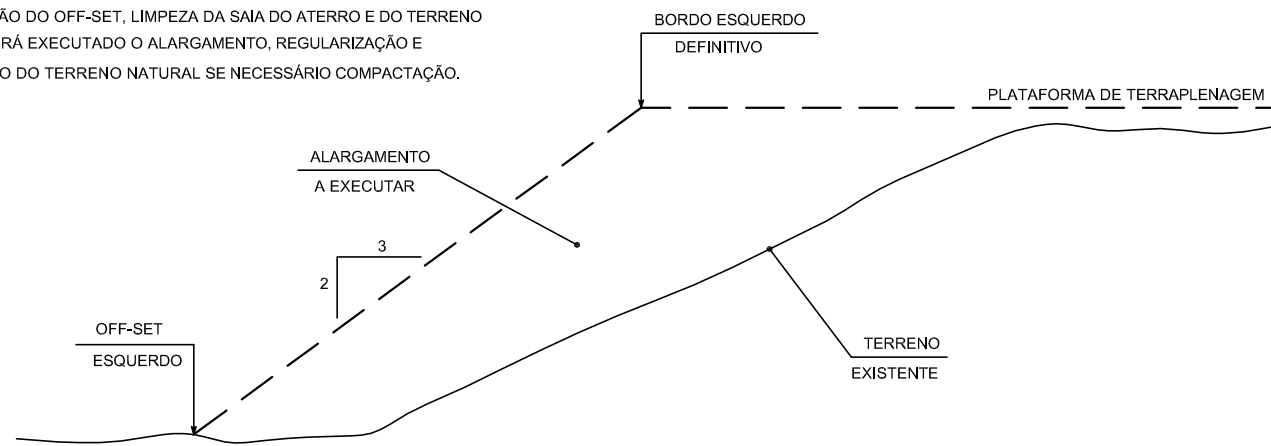 ÃO DO OFF-SET, LIMPEZA DA SAIA DO ATERRO E DO TERRENO
RÁ EXECUTADO O ALARGAMENTO, REGULARIZAÇÃO E
O DO TERRENO NATURAL SE NECESSÁRIO COMPACTAÇÃO.
BORDO ESQUERDO
DEFINITIVO
PLATAFORMA DE TERRAPLENAGEM
ALARGAMENTO
A EXECUTAR
3
2
OFF-SET
ESQUERDO
TERRENO
EXISTENTE